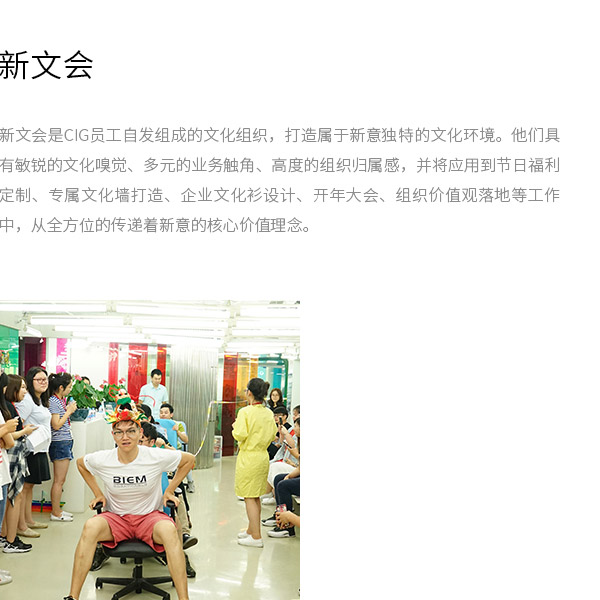 新文会
新文会是CIG员工自发组成的文化组织，打造属于新意独特的文化环境。他们具
有敏锐的文化嗅觉、多元的业务触角、高度的组织归属感，并将应用到节日福利
定制、专属文化墙打造、企业文化衫设计、开年大会、组织价值观落地等工作
中，从全方位的传递着新意的核心价值理念。
BIEM